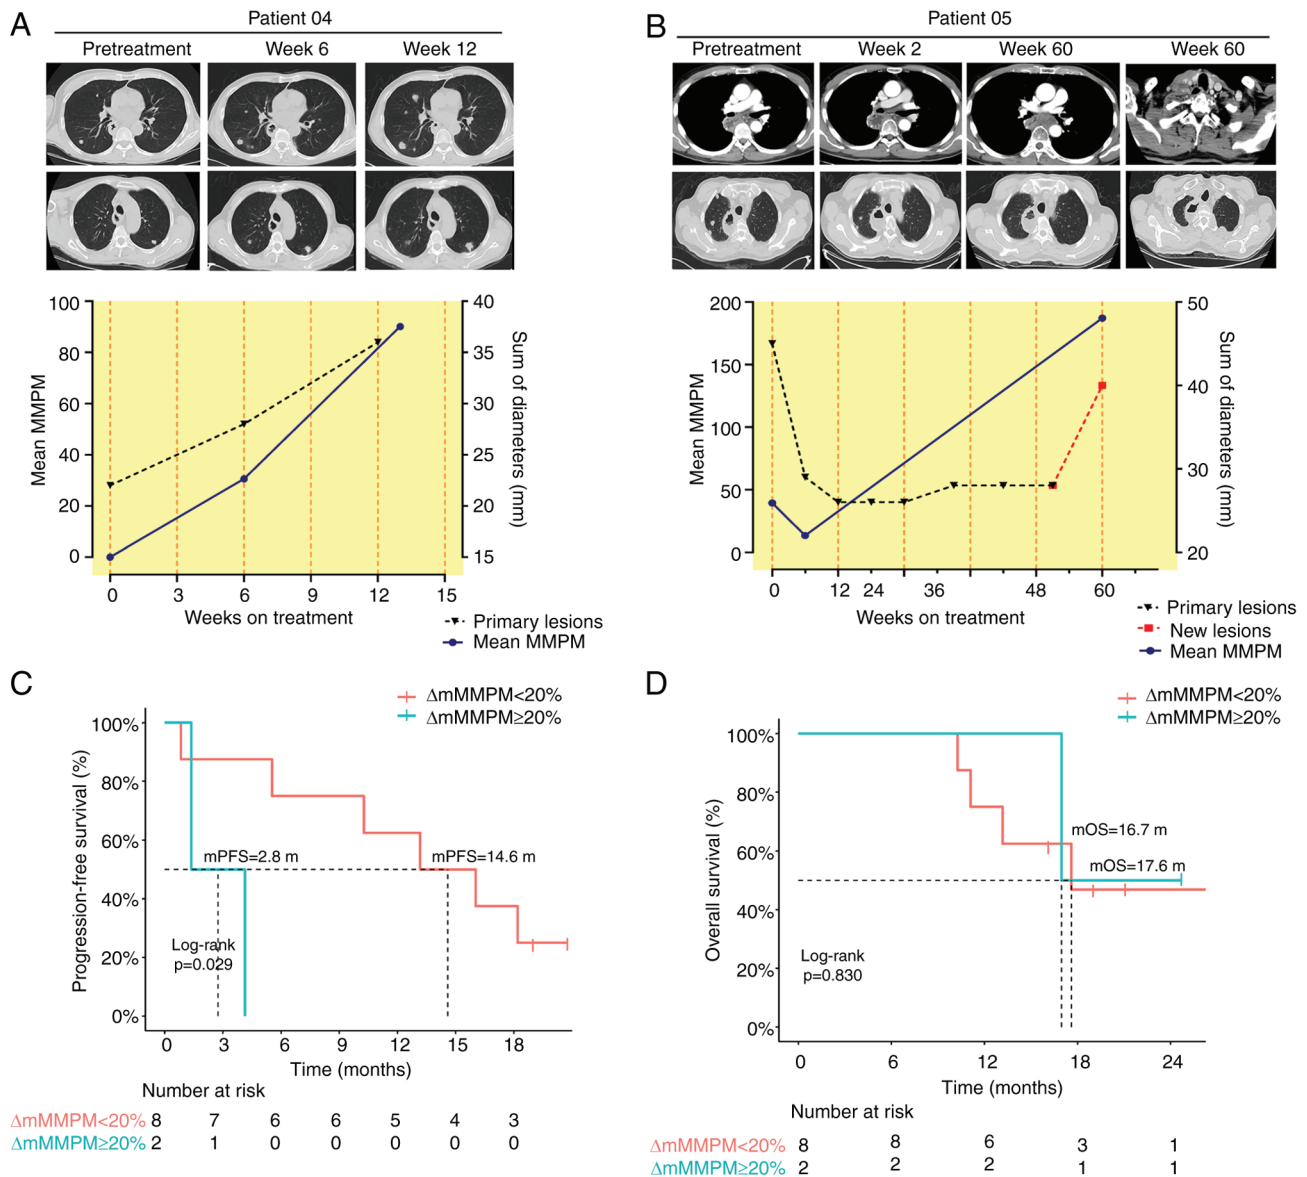 A
Patient 04
Pretreatment
Week 6
Week 12
100
80
60
40
20
0
Mean MMPM
40
35
30
25
20
15
Sum of diameters (mm)
0 3 6 9 12 15
Weeks on treatment
Primary lesions
Mean MMPM
B
Patient 05
Pretreatment
Week 2
Week 60
Week 60
200
150
100
50
0
Mean MMPM
50
40
30
20
Sum of diameters (mm)
0 12 24 36 48 60
Weeks on treatment
Primary lesions
New lesions
Mean MMPM
C
ΔmMMPM<20%
ΔmMMPM≥20%
100%
80%
60%
40%
20%
0%
Progression-free survival (%)
mPFS=2.8 m
mPFS=14.6 m
Log-rank
p=0.029
0 3 6 9 12 15 18
Time (months)
Number at risk
ΔmMMPM<20% 8 7 6 6 5 4 3
ΔmMMPM≥20% 2 1 0 0 0 0 0
D
ΔmMMPM<20%
ΔmMMPM≥20%
100%
80%
60%
40%
20%
0%
Overall survival (%)
mOS=16.7 m
mOS=17.6 m
Log-rank
p=0.830
0 6 12 18 24
Time (months)
Number at risk
ΔmMMPM<20% 8 8 6 3 1
ΔmMMPM≥20% 2 2 2 1 1